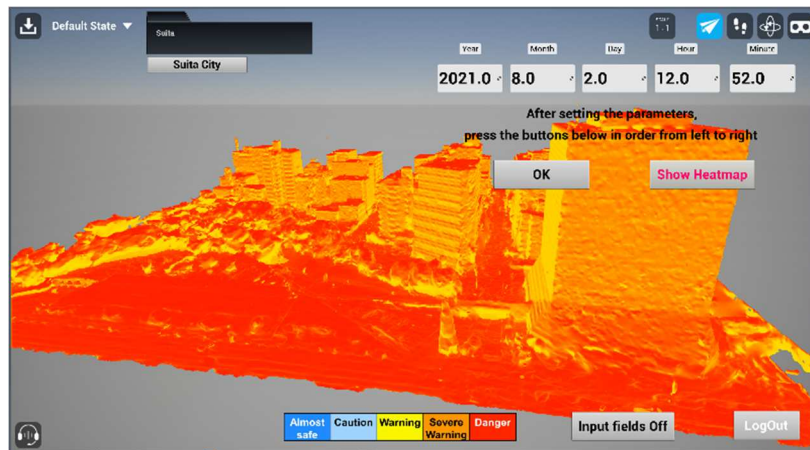 Default State
Suita
Suita City
1:1
Year Month Day Hour Minute
2021.0 8.0 2.0 12.0 52.0
After setting the parameters,
press the buttons below in order from left to right
OK Show Heatmap
Almost safe Caution Warning Severe Warning Danger
Input fields Off LogOut